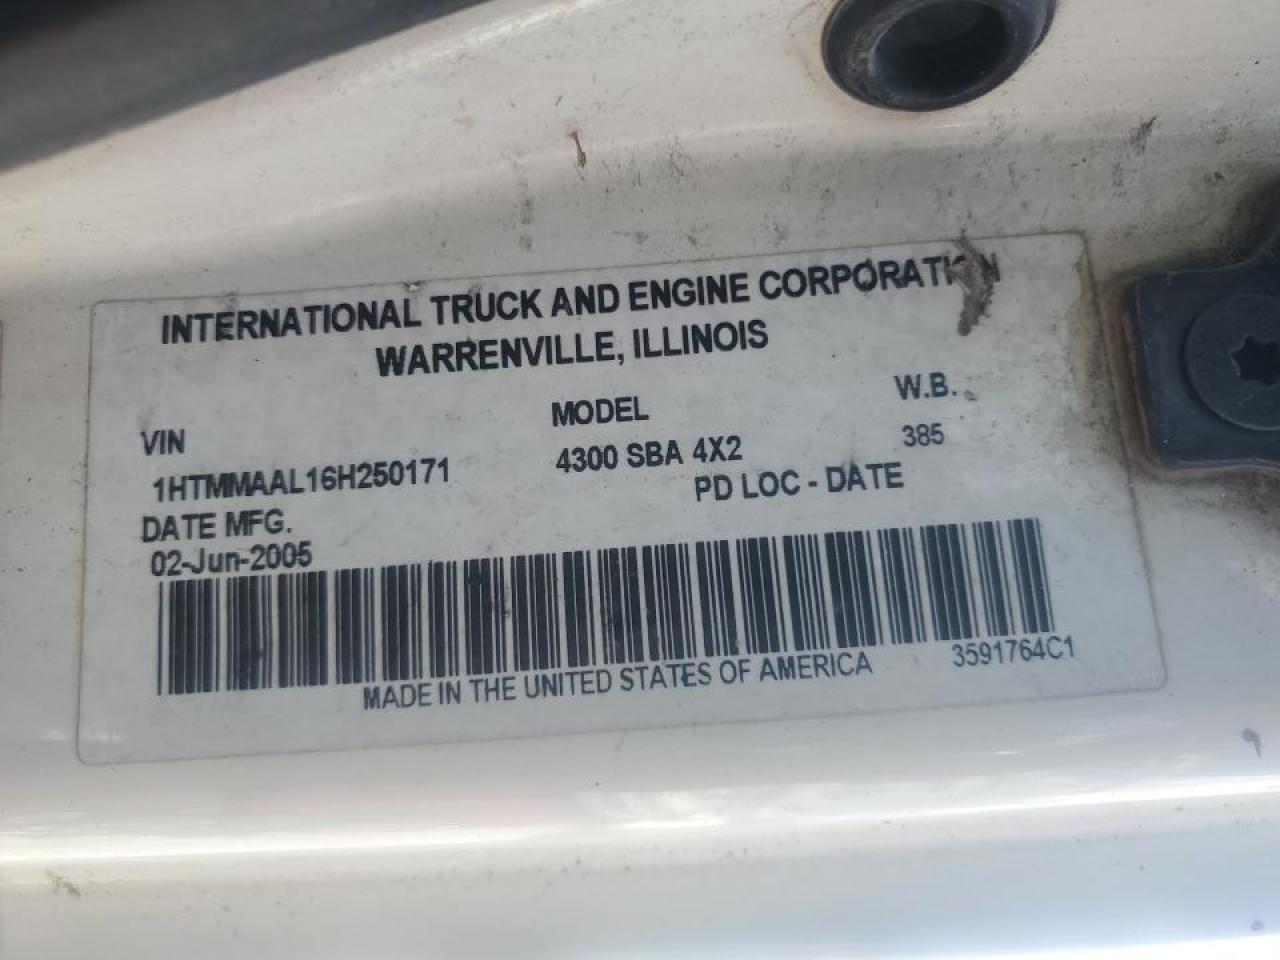 INTERNATIONAL TRUCK AND ENGINE CORPORATION
WARRENVILLE, ILLINOIS
VIN MODEL W.B.
1HTMMAAL16H250171 4300 SBA 4X2 385
DATE MFG. PD LOC - DATE
02-Jun-2005
MADE IN THE UNITED STATES OF AMERICA 3591764C1